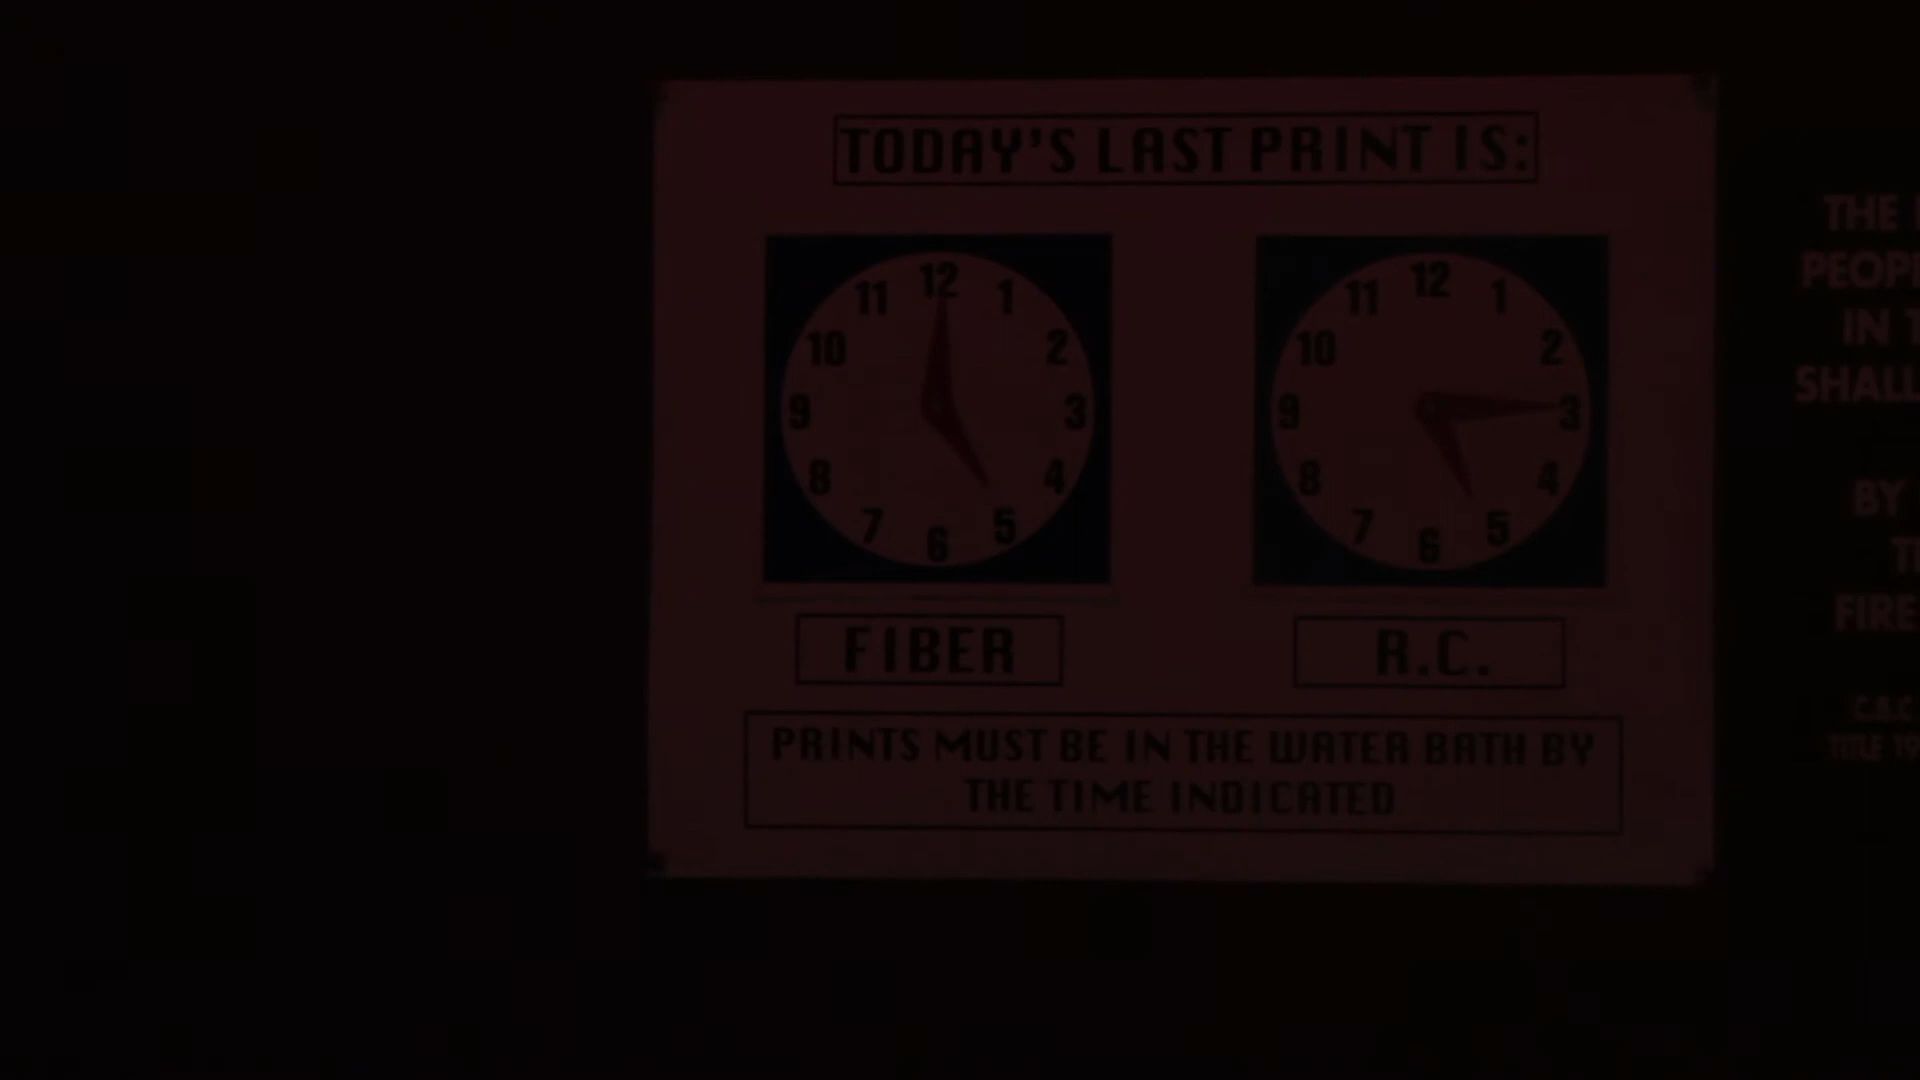 TODAY'S LAST PRINT IS:
12
11 1
10 2
9 3
8 4
7 5
6
12
11 1
10 2
9 3
8 4
7 5
6
FIBER
R.C.
PRINTS MUST BE IN THE WATER BATH BY
THE TIME INDICATED
THE
PEOP
IN
SHALL
BY
FIRE
TITLE 19